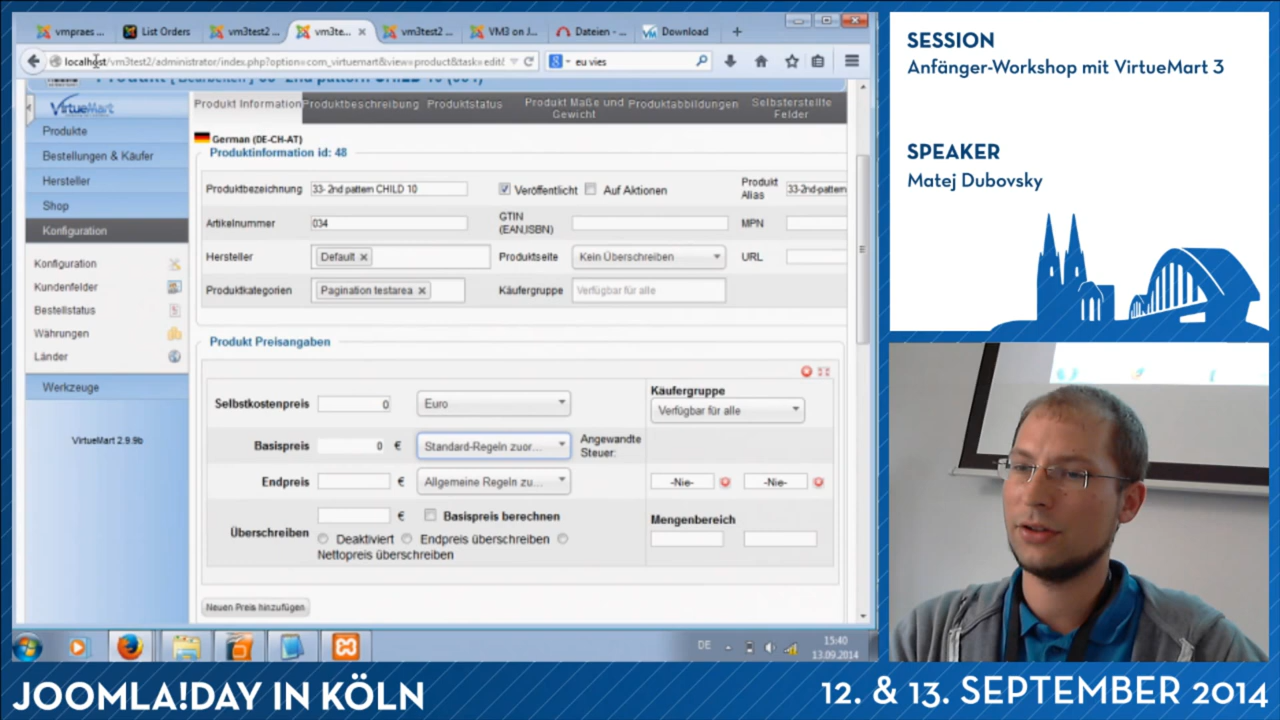 vmpraes ...
List Orders
vm3test2 ...
vm3te...
vm3test2 ...
VM3 on J...
Dateien - ...
Download
localhost/vm3test2/administrator/index.php?option=com_virtuemart&view=product&task=edit&
eu vies
VirtueMart
Produkte
Bestellungen & Käufer
Hersteller
Shop
Konfiguration
Konfiguration
Kundenfelder
Bestellstatus
Währungen
Länder
Werkzeuge
VirtueMart 2.9.9b
Produkt Information
Produktbeschreibung
Produktstatus
Produkt Maße und Gewicht
Produktabbildungen
Selbsterstellte Felder
German (DE-CH-AT)
Produktinformation id: 48
Produktbezeichnung 33- 2nd pattern CHILD 10 Veröffentlicht Auf Aktionen Produkt Alias 33-2nd-pattern
Artikelnummer 034 GTIN (EAN,ISBN) MPN
Hersteller Default Produktseite Kein Überschreiben URL
Produktkategorien Pagination testarea Käufergruppe Verfügbar für alle
Produkt Preisangaben
Selbstkostenpreis 0 Euro
Käufergruppe
Verfügbar für alle
Basispreis 0 € Standard-Regeln zuor... Angewandte Steuer:
Endpreis € Allgemeine Regeln zu... -Nie- -Nie-
€ Basispreis berechnen
Überschreiben Deaktiviert Endpreis überschreiben
Nettopreis überschreiben
Mengenbereich
Neuen Preis hinzufügen
DE
15:40
13.09.2014
SESSION
Anfänger-Workshop mit VirtueMart 3
SPEAKER
Matej Dubovsky
JOOMLA!DAY IN KÖLN
12. & 13. SEPTEMBER 2014